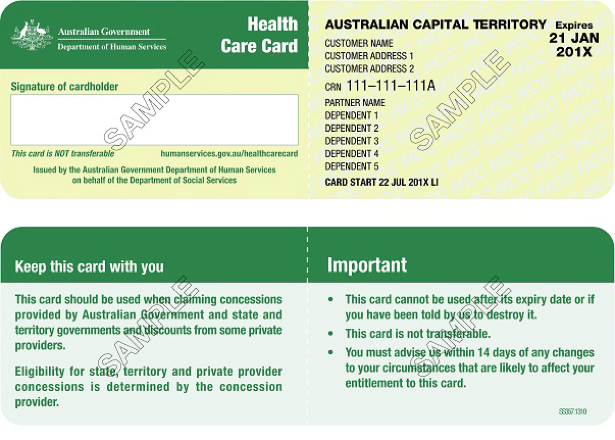 Australian Government
Department of Human Services
Health
Care Card
Signature of cardholder
This card is NOT transferable
humanservices.gov.au/healthcarecard
Issued by the Australian Government Department of Human Services
on behalf of the Department of Social Services
SAMPLE
AUSTRALIAN CAPITAL TERRITORY
Expires
21 JAN
201X
CUSTOMER NAME
CUSTOMER ADDRESS 1
CUSTOMER ADDRESS 2
CRN 111–111–111A
PARTNER NAME
DEPENDENT 1
DEPENDENT 2
DEPENDENT 3
DEPENDENT 4
DEPENDENT 5
CARD START 22 JUL 201X LI
SAMPLE
Keep this card with you
This card should be used when claiming concessions
provided by Australian Government and state and
territory governments and discounts from some private
providers.
Eligibility for state, territory and private provider
concessions is determined by the concession
provider.
SAMPLE
Important
• This card cannot be used after its expiry date or if
you have been told by us to destroy it.
• This card is not transferable.
• You must advise us within 14 days of any changes
to your circumstances that are likely to affect your
entitlement to this card.
SAMPLE
SS357.1310